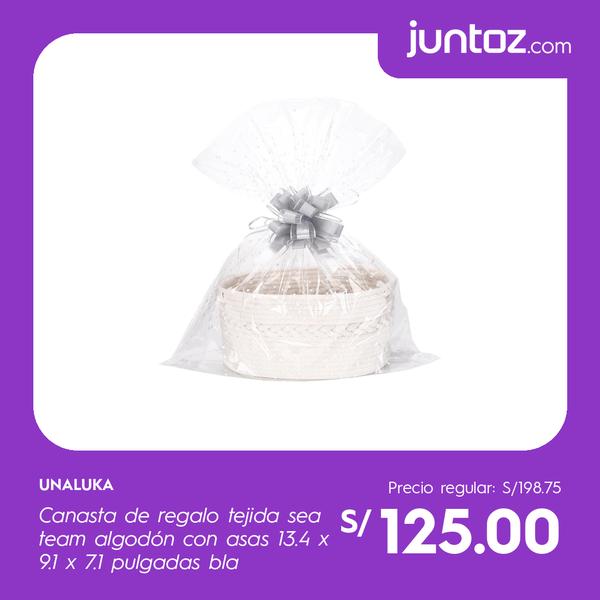 juntoz.com
UNALUKA
Canasta de regalo tejida sea
team algodón con asas 13.4 x
9.1 x 7.1 pulgadas bla
Precio regular: S/198.75
S/125.00